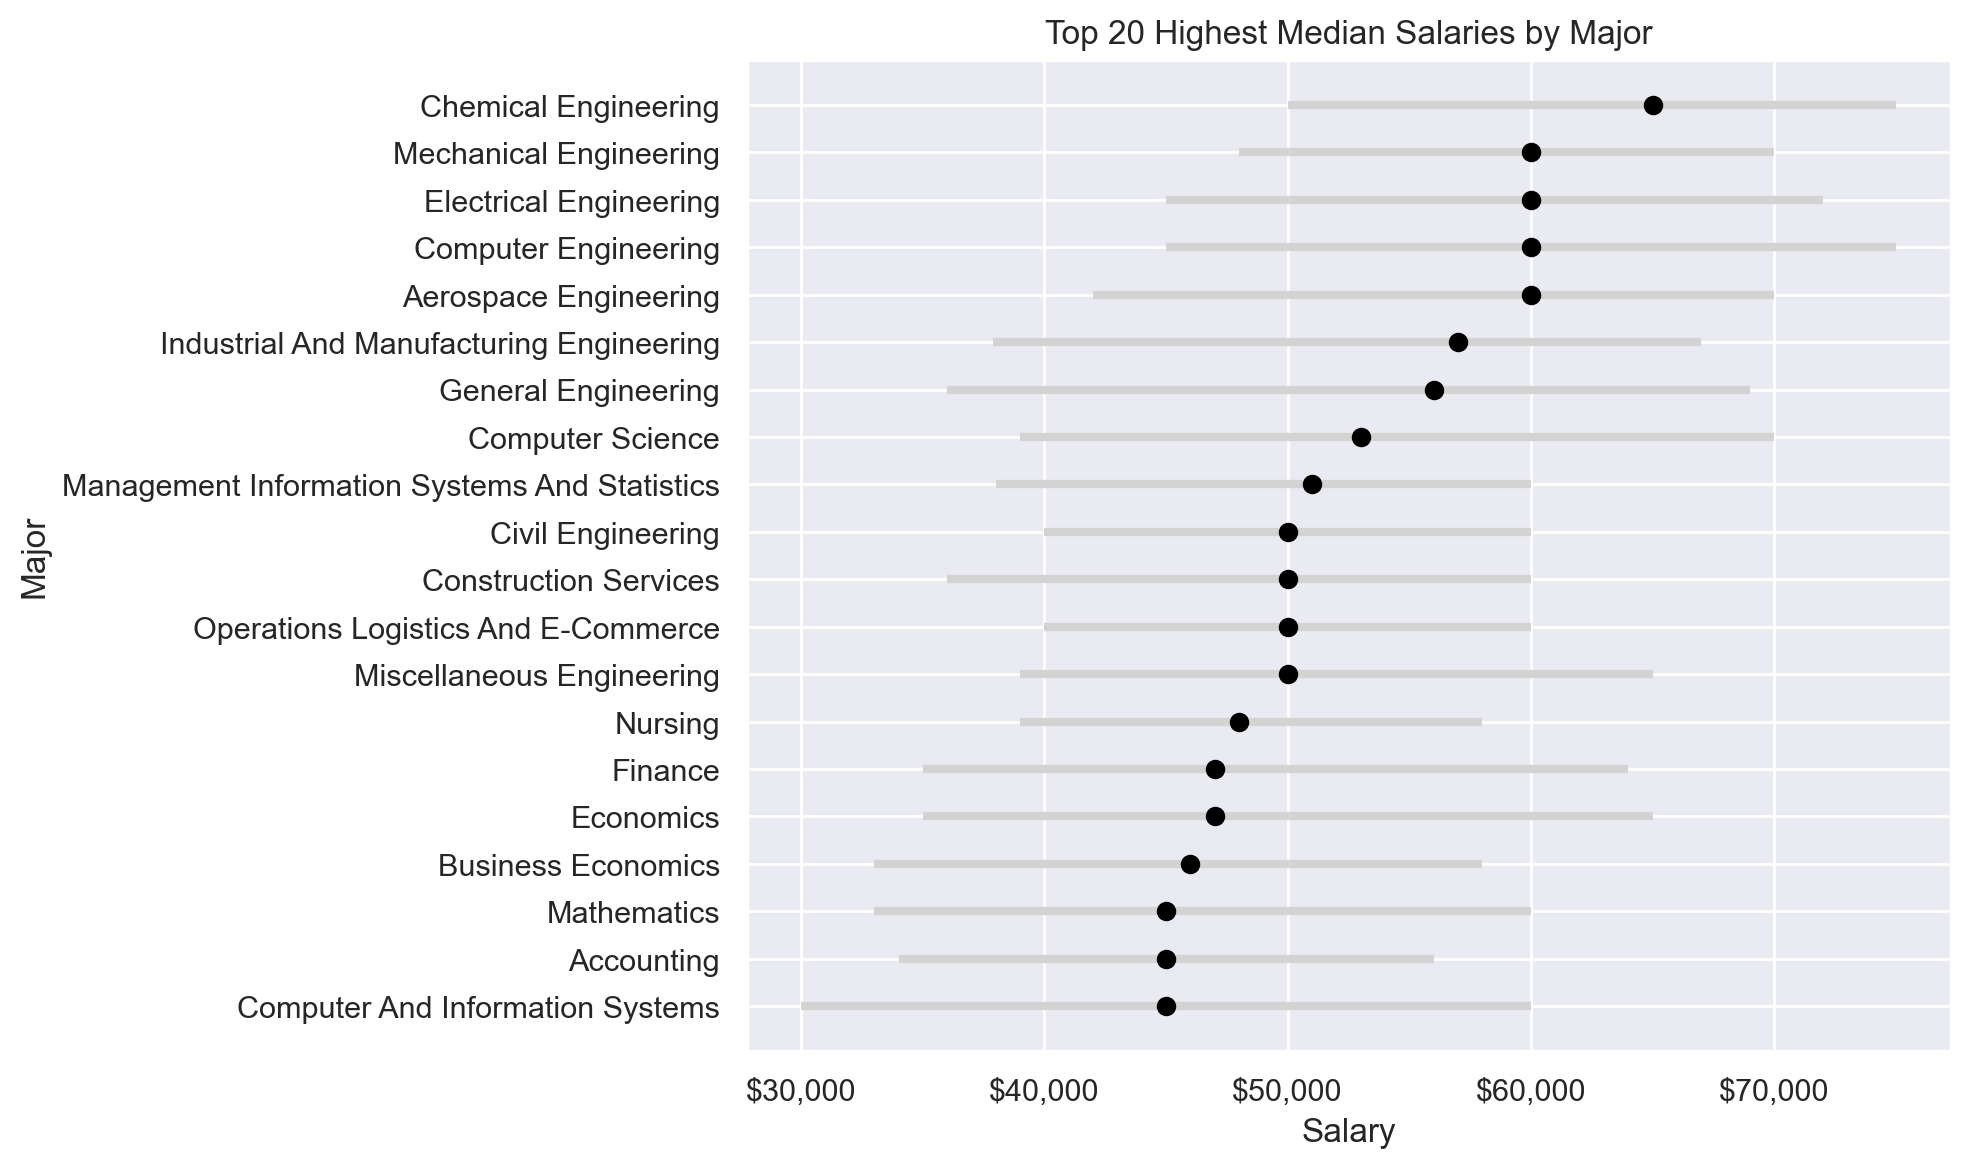 Top 20 Highest Median Salaries by Major
Chemical Engineering
Mechanical Engineering
Electrical Engineering
Computer Engineering
Aerospace Engineering
Industrial And Manufacturing Engineering
General Engineering
Computer Science
Management Information Systems And Statistics
Civil Engineering
Construction Services
Operations Logistics And E-Commerce
Miscellaneous Engineering
Nursing
Finance
Economics
Business Economics
Mathematics
Accounting
Computer And Information Systems
Major
$30,000 $40,000 $50,000 $60,000 $70,000
Salary